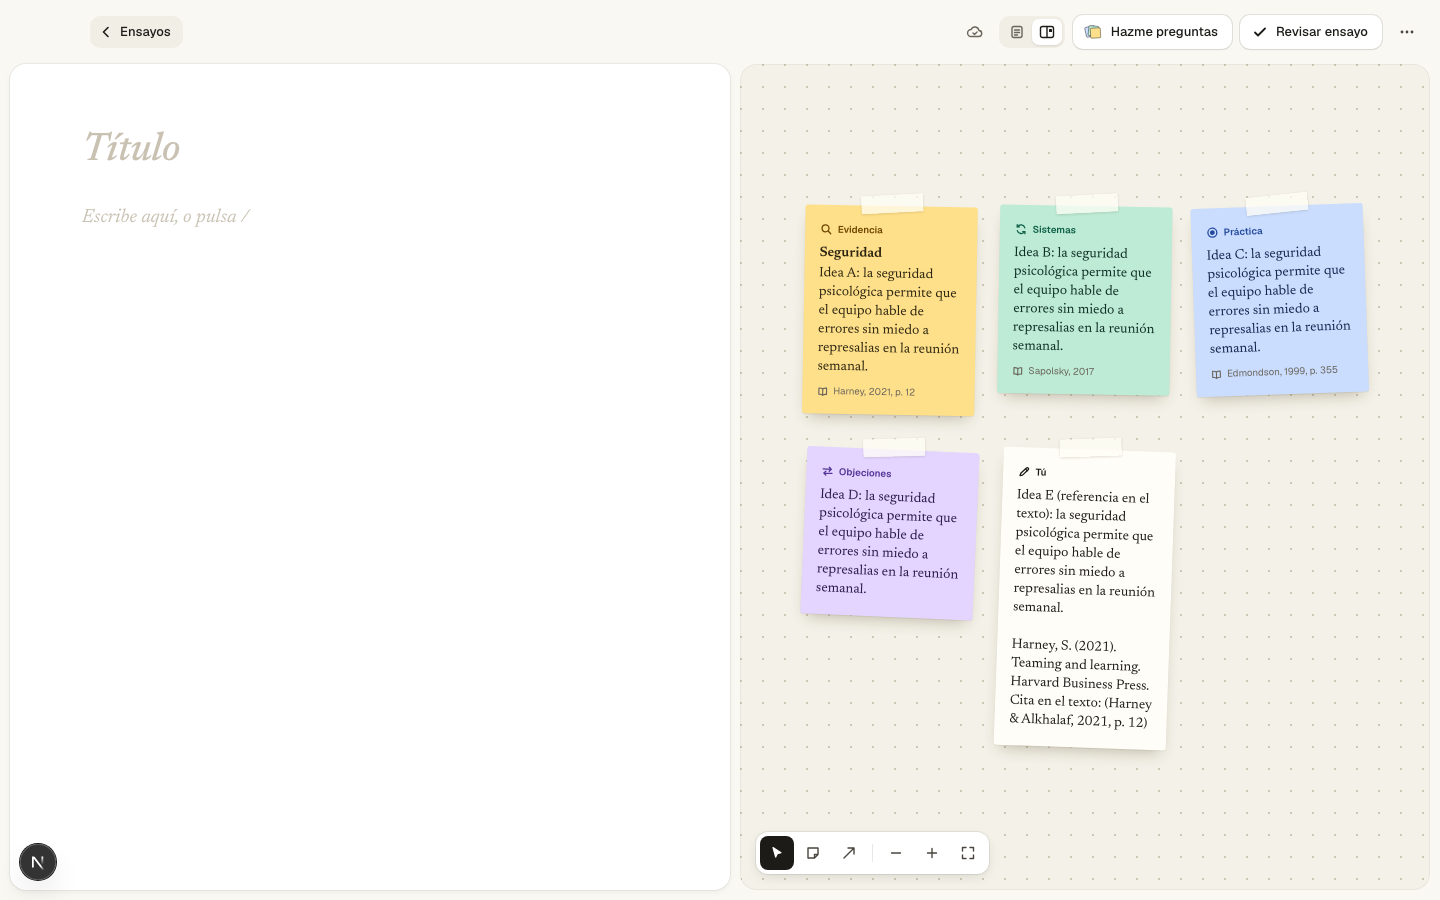 Ensayos
Hazme preguntas
Revisar ensayo
Título
Escribe aquí, o pulsa /
Evidencia
Seguridad
Idea A: la seguridad
psicológica permite que
el equipo hable de
errores sin miedo a
represalias en la reunión
semanal.
Harney, 2021, p. 12
Sistemas
Idea B: la seguridad
psicológica permite que
el equipo hable de
errores sin miedo a
represalias en la reunión
semanal.
Sapolsky, 2017
Práctica
Idea C: la seguridad
psicológica permite que
el equipo hable de
errores sin miedo a
represalias en la reunión
semanal.
Edmondson, 1999, p. 355
Objeciones
Idea D: la seguridad
psicológica permite que
el equipo hable de
errores sin miedo a
represalias en la reunión
semanal.
Tú
Idea E (referencia en el
texto): la seguridad
psicológica permite que
el equipo hable de
errores sin miedo a
represalias en la reunión
semanal.
Harney, S. (2021).
Teaming and learning.
Harvard Business Press.
Cita en el texto: (Harney
& Alkhalaf, 2021, p. 12)
N